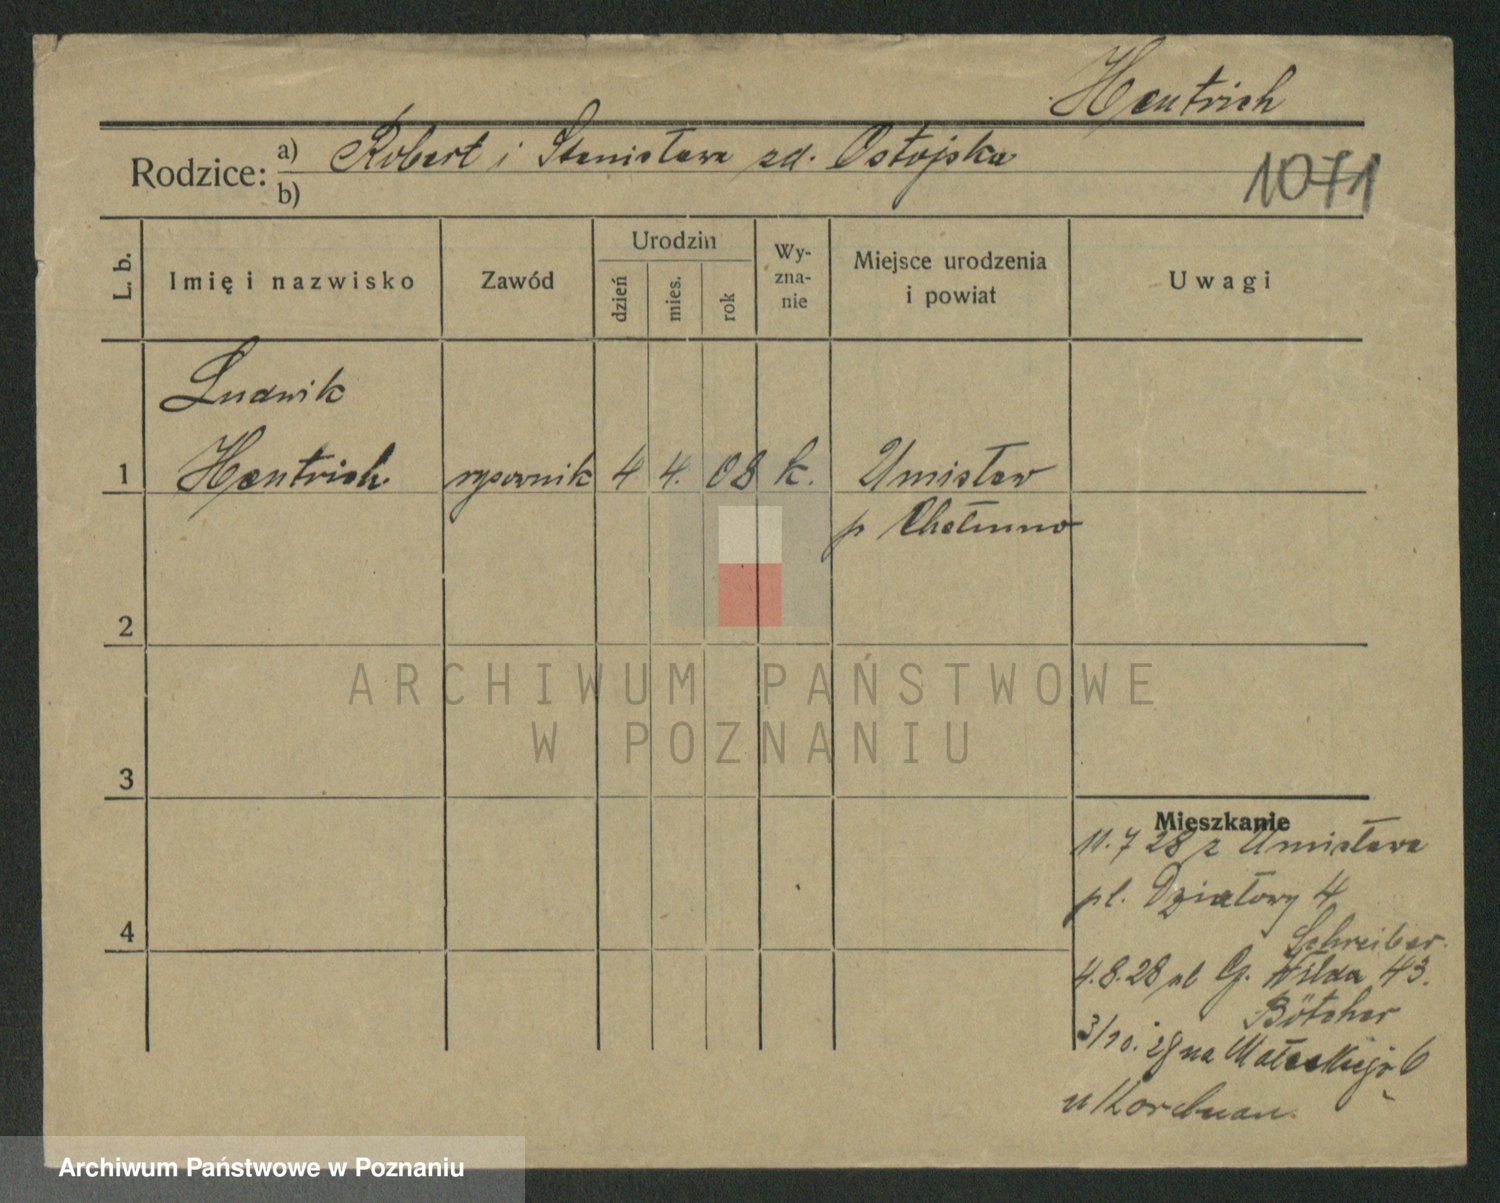 Hentrich
Rodzice: a) Robert i Stanisława zd. Ostojska
b)
1071
L. b.
Imię i nazwisko
Zawód
Urodzin
dzień
mies.
rok
Wy-
zna-
nie
Miejsce urodzenia
i powiat
Uwagi
Ludwik
1 Hentrich. rysownik 4 4. 08 k. Unisław
p Chełmno
2
ARCHIWUM PAŃSTWOWE
W POZNANIU
3
Mieszkanie
11. 7 28 z Unisława
pl. Działowy 4
4
Schreiber.
4.8.28 ul G. Wilda 43.
Bötcher
3/10. 28 na Małeckiego 6
u
Archiwum Państwowe w Poznaniu